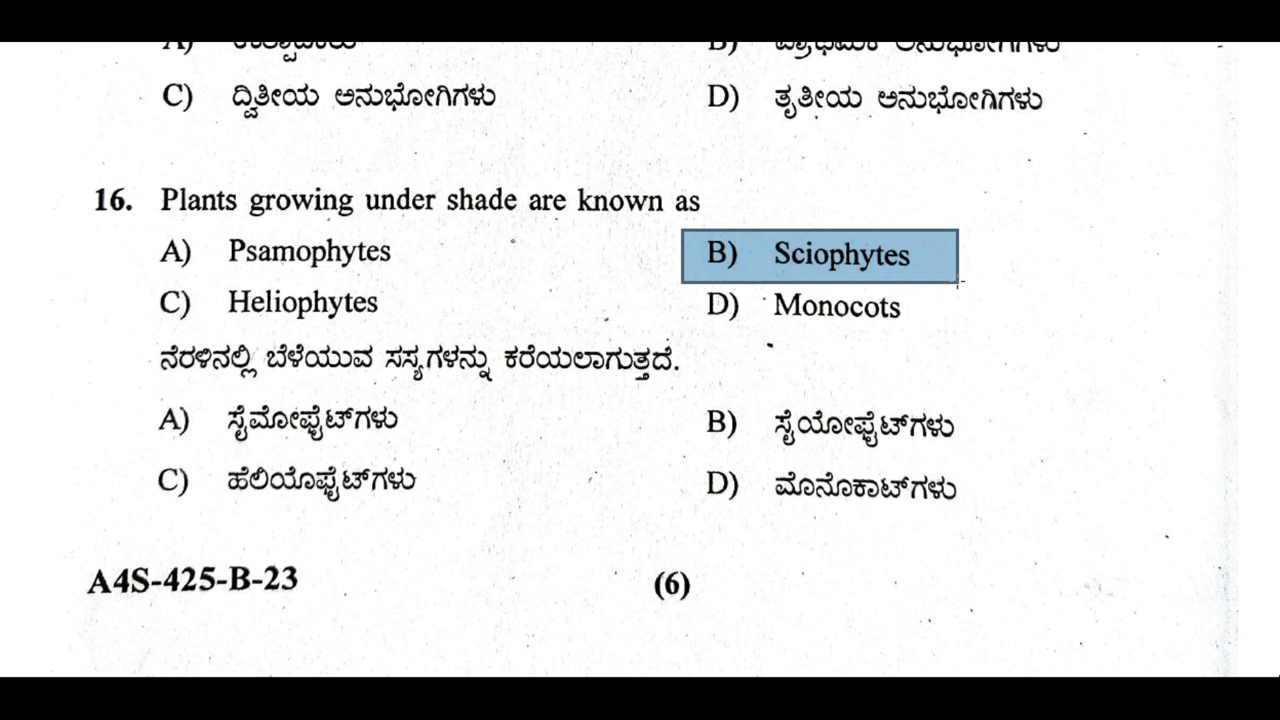 C) ದ್ವಿತೀಯ ಅನುಭೋಗಿಗಳು D) ತೃತೀಯ ಅನುಭೋಗಿಗಳು
16. Plants growing under shade are known as
A) Psamophytes B) Sciophytes
C) Heliophytes D) Monocots
ನೆರಳಿನಲ್ಲಿ ಬೆಳೆಯುವ ಸಸ್ಯಗಳನ್ನು ಕರೆಯಲಾಗುತ್ತದೆ.
A) ಸೈಮೋಫೈಟ್‌ಗಳು B) ಸೈಯೋಫೈಟ್‌ಗಳು
C) ಹೆಲಿಯೊಫೈಟ್‌ಗಳು D) ಮೊನೊಕಾಟ್‌ಗಳು
A4S-425-B-23 (6)